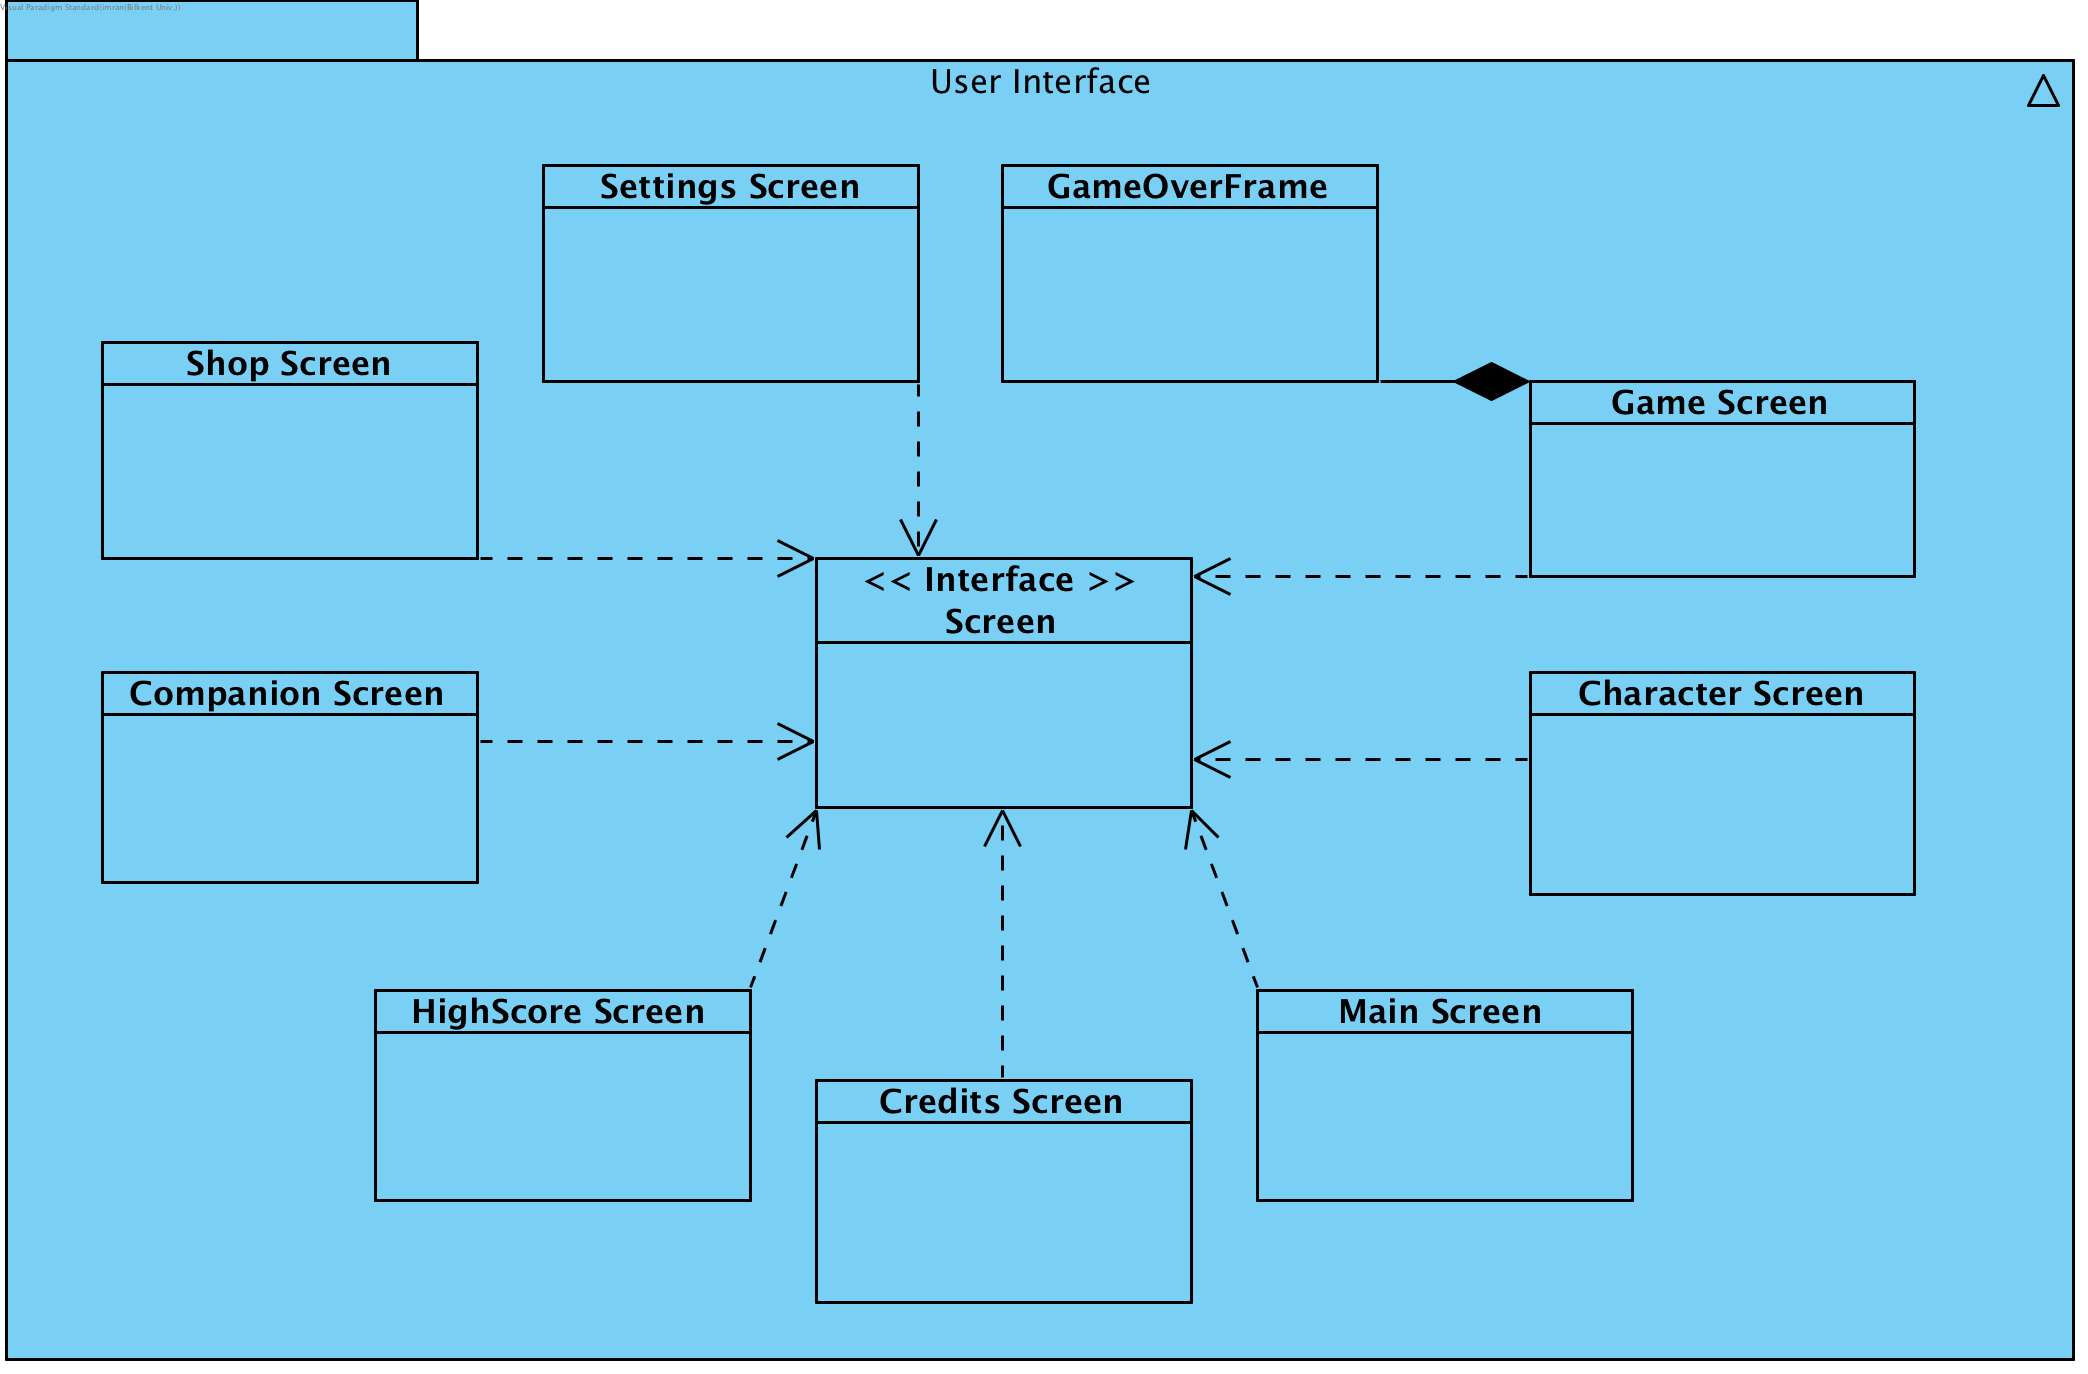 Visual Paradigm Standard(imran(Bilkent Univ.))
User Interface
Settings Screen
GameOverFrame
Shop Screen
Game Screen
<< Interface >>
Screen
Companion Screen
Character Screen
HighScore Screen
Main Screen
Credits Screen